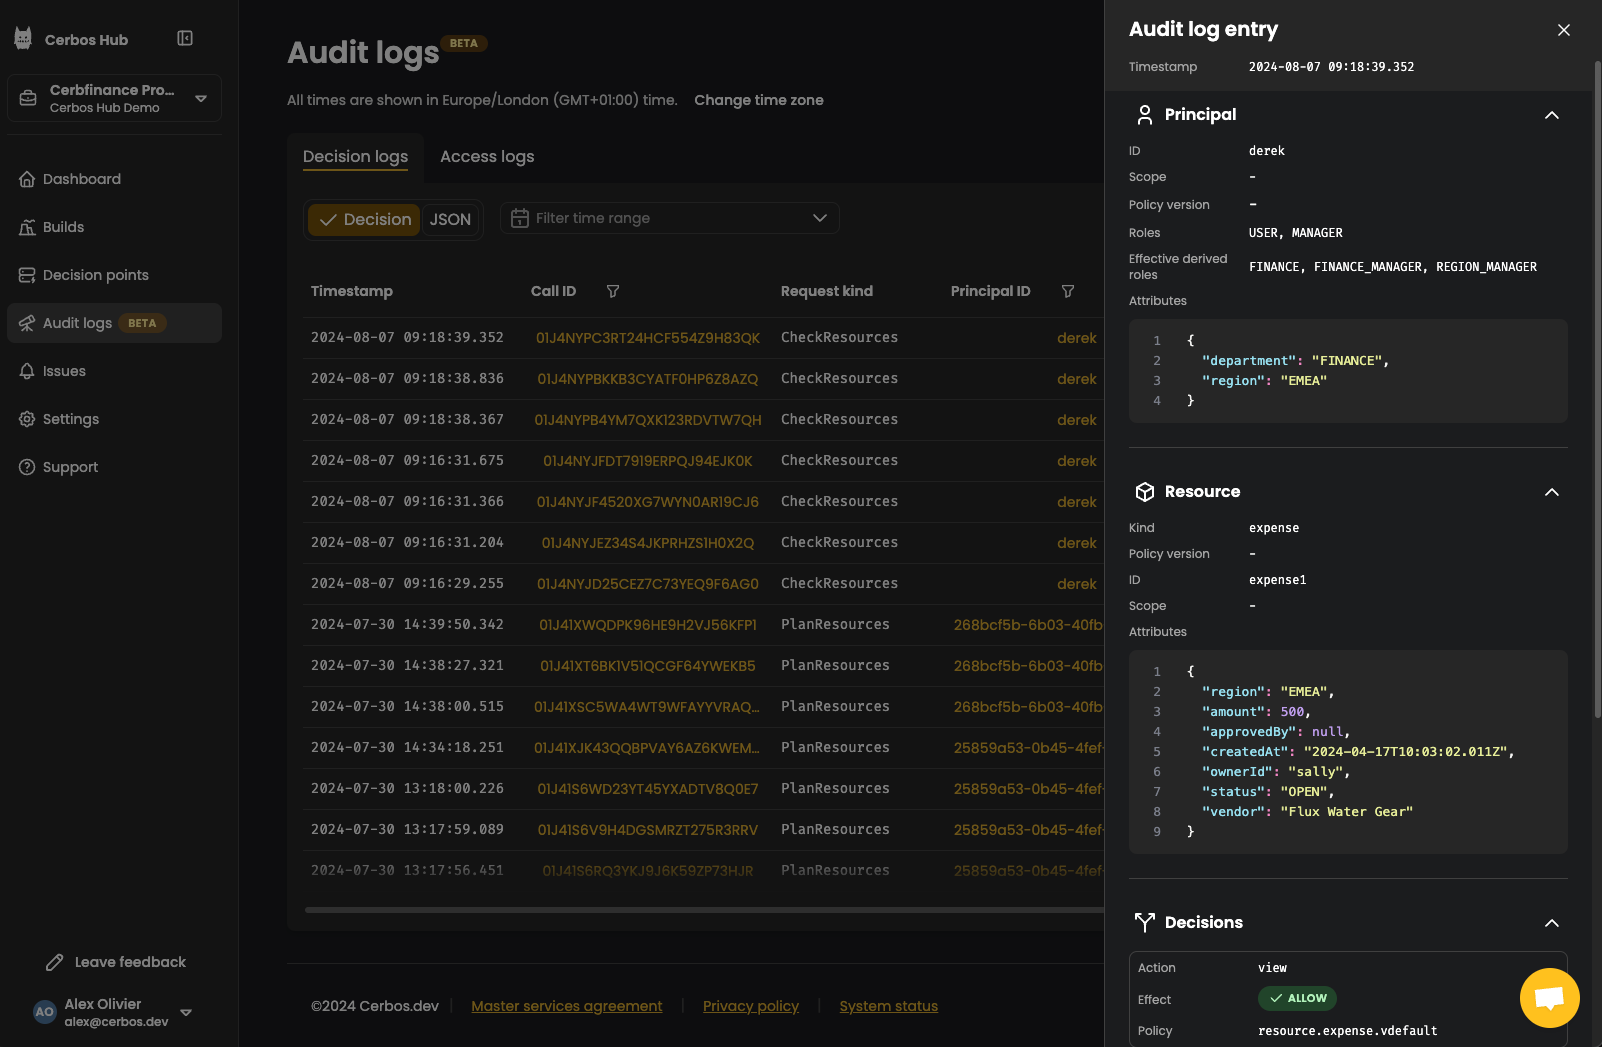 Cerbos Hub
Cerbfinance Pro...
Cerbos Hub Demo
Dashboard
Builds
Decision points
Audit logs BETA
Issues
Settings
Support
Leave feedback
AO
Alex Olivier
alex@cerbos.dev
Audit logs BETA
All times are shown in Europe/London (GMT+01:00) time. Change time zone
Decision logs Access logs
Decision JSON Filter time range
Timestamp Call ID Request kind Principal ID
2024-08-07 09:18:39.352 01J4NYPC3RT24HCF554Z9H83QK CheckResources derek
2024-08-07 09:18:38.836 01J4NYPBKKB3CYATF0HP6Z8AZQ CheckResources derek
2024-08-07 09:18:38.367 01J4NYPB4YM7QXK123RDVTW7QH CheckResources derek
2024-08-07 09:16:31.675 01J4NYJFDT7919ERPQJ94EJK0K CheckResources derek
2024-08-07 09:16:31.366 01J4NYJF4520XG7WYN0AR19CJ6 CheckResources derek
2024-08-07 09:16:31.204 01J4NYJEZ34S4JKPRHZS1H0X2Q CheckResources derek
2024-08-07 09:16:29.255 01J4NYJD25CEZ7C73YEQ9F6AG0 CheckResources derek
2024-07-30 14:39:50.342 01J41XWQDPK96HE9H2VJ56KFP1 PlanResources 268bcf5b-6b03-40fb
2024-07-30 14:38:27.321 01J41XT6BK1V51QCGF64YWEKB5 PlanResources 268bcf5b-6b03-40fb
2024-07-30 14:38:00.515 01J41XSC5WA4WT9WFAYYVRAQ... PlanResources 268bcf5b-6b03-40fb
2024-07-30 14:34:18.251 01J41XJK43QQBPVAY6AZ6KWEM... PlanResources 25859a53-0b45-4fef-
2024-07-30 13:18:00.226 01J41S6WD23YT45YXADTV8Q0E7 PlanResources 25859a53-0b45-4fef-
2024-07-30 13:17:59.089 01J41S6V9H4DGSMRZT275R3RRV PlanResources 25859a53-0b45-4fef-
2024-07-30 13:17:56.451 01J41S6RQ3YKJ9J6K59ZP73HJR PlanResources 25859a53-0b45-4fef-
©2024 Cerbos.dev Master services agreement Privacy policy System status
Audit log entry
Timestamp 2024-08-07 09:18:39.352
Principal
ID derek
Scope -
Policy version -
Roles USER, MANAGER
Effective derived roles FINANCE, FINANCE_MANAGER, REGION_MANAGER
Attributes
1 {
2 "department": "FINANCE",
3 "region": "EMEA"
4 }
Resource
Kind expense
Policy version -
ID expense1
Scope -
Attributes
1 {
2 "region": "EMEA",
3 "amount": 500,
4 "approvedBy": null,
5 "createdAt": "2024-04-17T10:03:02.011Z",
6 "ownerId": "sally",
7 "status": "OPEN",
8 "vendor": "Flux Water Gear"
9 }
Decisions
Action view
Effect ALLOW
Policy resource.expense.vdefault